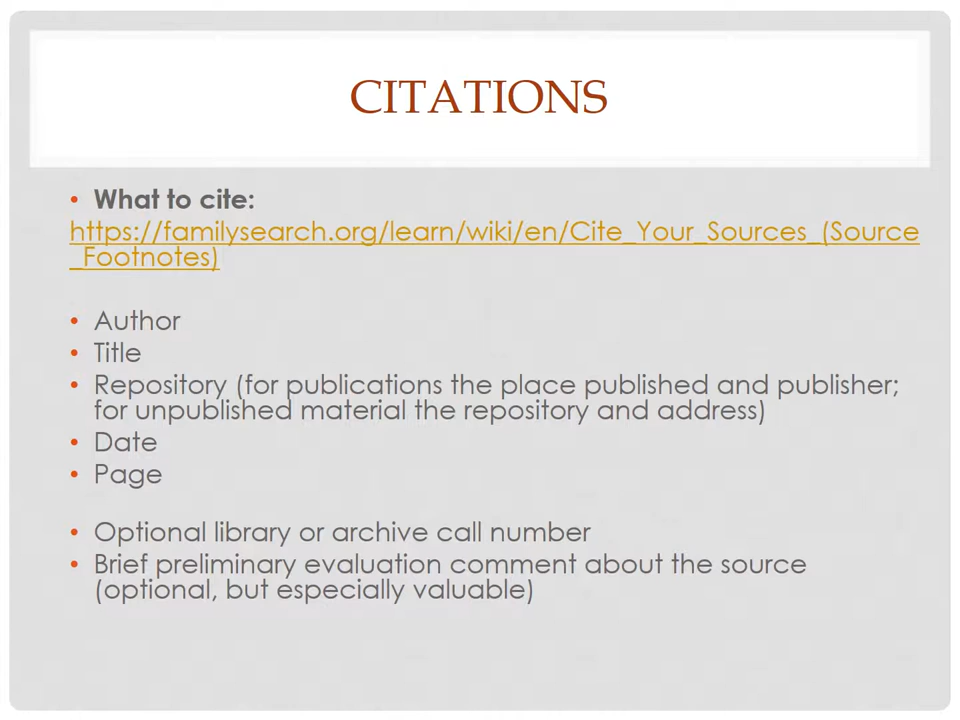 CITATIONS
• What to cite:
https://familysearch.org/learn/wiki/en/Cite_Your_Sources_(Source
_Footnotes)
• Author
• Title
• Repository (for publications the place published and publisher;
for unpublished material the repository and address)
• Date
• Page
• Optional library or archive call number
• Brief preliminary evaluation comment about the source
(optional, but especially valuable)